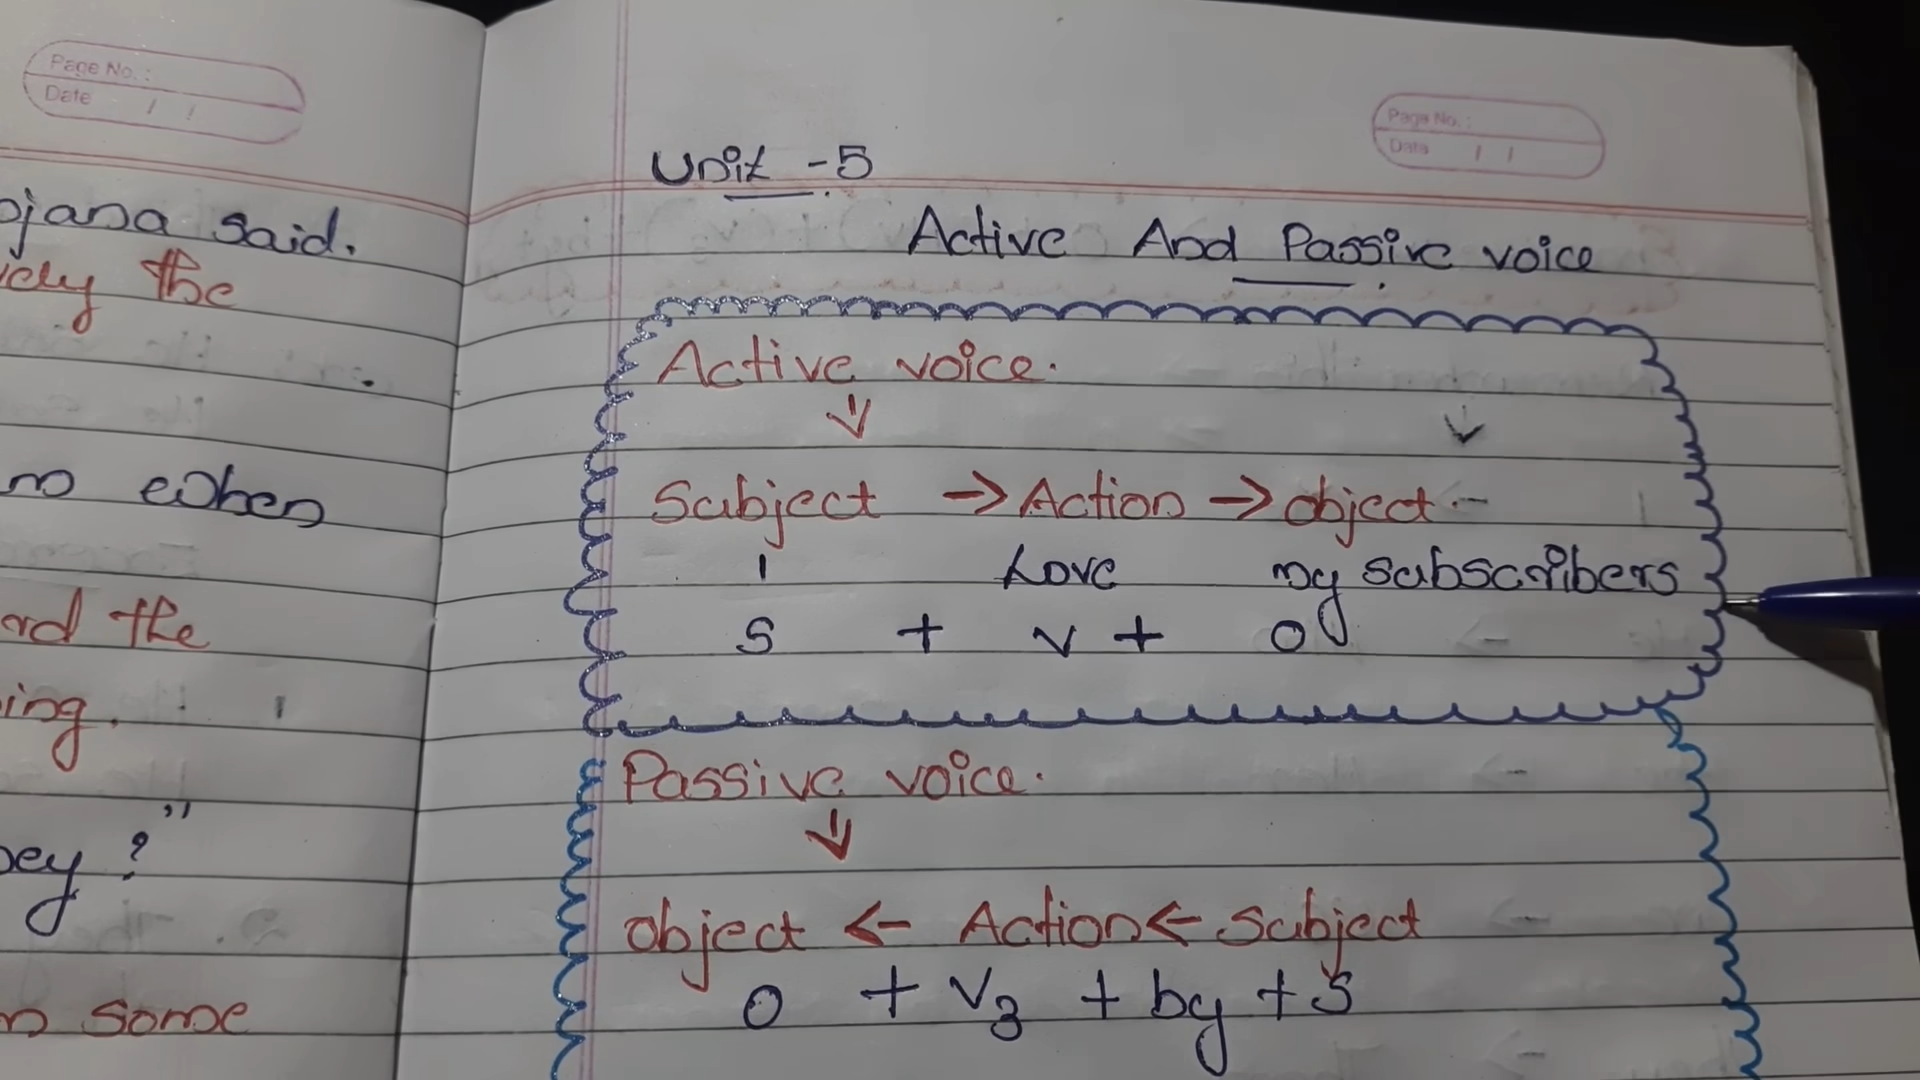 Page No. :
Date / /
said.
the
when
the
?"
some
Page No. :
Date / /
Unit - 5
Active And Passive voice
Active voice.
Subject -> Action -> object -
I Love my subscribers
S + V + O
Passive voice.
object <- Action <- Subject
O + V3 + by + S